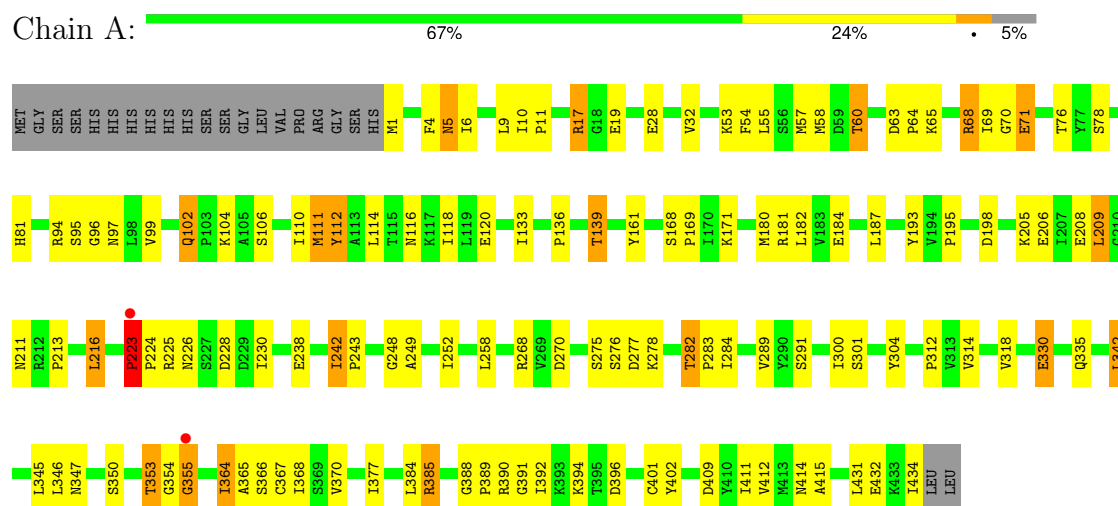 Chain A:
67% 24% • 5%
MET GLY SER SER HIS HIS HIS HIS HIS HIS SER SER GLY LEU VAL PRO ARG GLY SER HIS M1 F4 N5 I6 L9 I10 P11 R17 G18 E19 E28 V32 K53 F54 L55 S56 M57 M58 D59 T60 D63 P64 K65 R68 I69 G70 E71 T76 Y77 S78
H81 R94 S95 G96 N97 L98 V99 Q102 P103 K104 A105 S106 I110 M111 Y112 A113 L114 T115 N116 K117 I118 L119 E120 I133 P136 T139 Y161 S168 P169 I170 K171 M180 R181 L182 V183 E184 L187 Y193 V194 P195 D198 K205 E206 I207 E208 L209 G210
N211 R212 P213 L216 P223 P224 R225 N226 S227 D228 D229 I230 E238 I242 P243 G248 A249 I252 L258 R268 V269 D270 S275 S276 D277 K278 T282 P283 I284 V289 Y290 S291 I300 S301 Y304 P312 V313 V314 V318 E330 Q335 L342
L345 L346 N347 S350 T353 G354 G355 I364 A365 S366 C367 I368 S369 V370 I377 L384 R385 G388 P389 R390 G391 I392 K393 K394 T395 D396 C401 Y402 D409 Y410 I411 V412 M413 N414 A415 L431 E432 K433 I434 LEU LEU